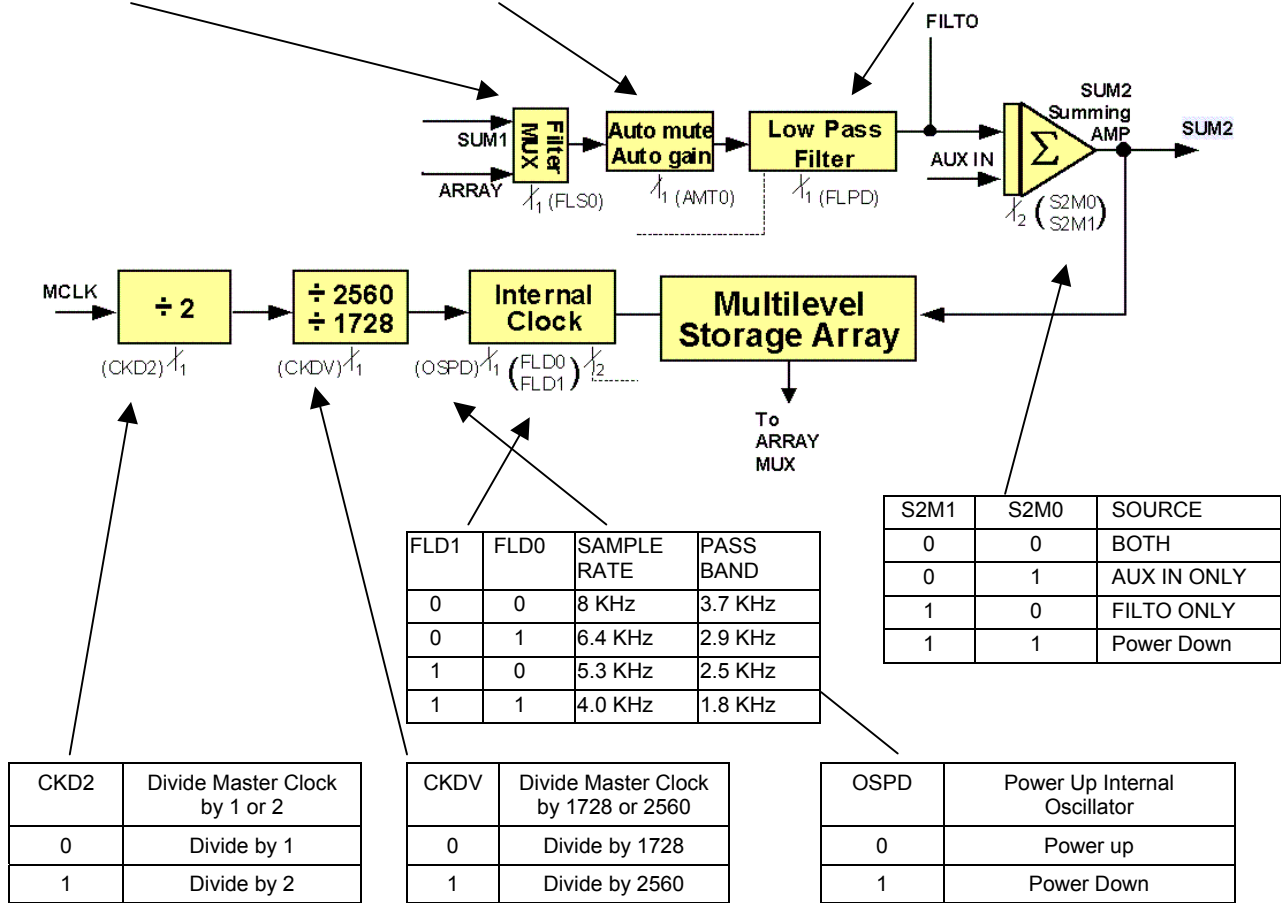 FILTO
SUM1
ARRAY
Filter
MUX
(FLS0)
1
Auto mute
Auto gain
1 (AMT0)
Low Pass
Filter
1 (FLPD)
AUX IN
SUM2
Summing
AMP
Σ
SUM2
2 (S2M0
S2M1)
MCLK
÷ 2
(CKD2) 1
÷ 2560
÷ 1728
(CKDV) 1
Internal
Clock
(OSPD) 1
(FLD0
FLD1) 2
Multilevel
Storage Array
To
ARRAY
MUX
S2M1 S2M0 SOURCE
0 0 BOTH
0 1 AUX IN ONLY
1 0 FILTO ONLY
1 1 Power Down
FLD1 FLD0 SAMPLE RATE PASS BAND
0 0 8 KHz 3.7 KHz
0 1 6.4 KHz 2.9 KHz
1 0 5.3 KHz 2.5 KHz
1 1 4.0 KHz 1.8 KHz
CKD2 Divide Master Clock
by 1 or 2
0 Divide by 1
1 Divide by 2
CKDV Divide Master Clock
by 1728 or 2560
0 Divide by 1728
1 Divide by 2560
OSPD Power Up Internal
Oscillator
0 Power up
1 Power Down